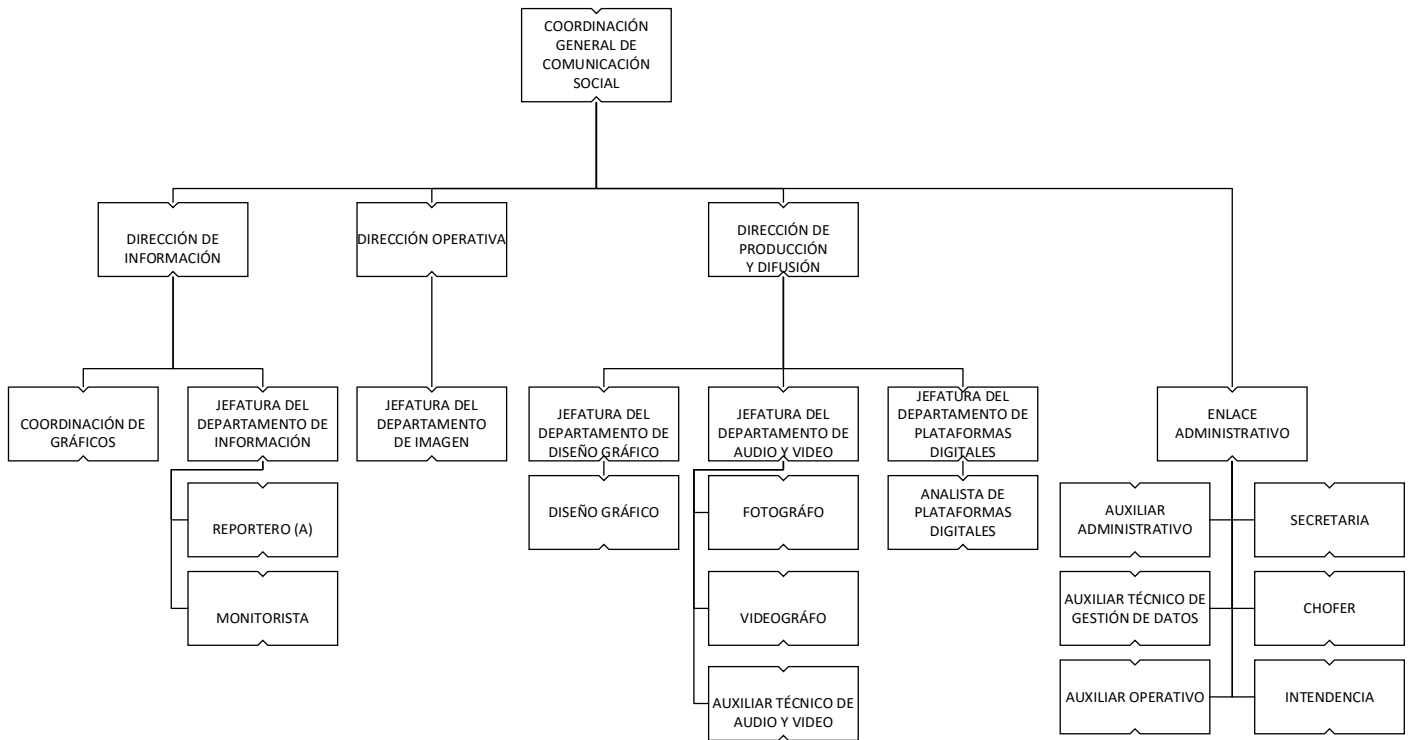 COORDINACIÓN
GENERAL DE
COMUNICACIÓN
SOCIAL
DIRECCIÓN DE
INFORMACIÓN
DIRECCIÓN OPERATIVA
DIRECCIÓN DE
PRODUCCIÓN
Y DIFUSIÓN
COORDINACIÓN DE
GRÁFICOS
JEFATURA DEL
DEPARTAMENTO DE
INFORMACIÓN
JEFATURA DEL
DEPARTAMENTO
DE IMAGEN
JEFATURA DEL
DEPARTAMENTO DE
DISEÑO GRÁFICO
JEFATURA DEL
DEPARTAMENTO DE
AUDIO Y VIDEO
JEFATURA DEL
DEPARTAMENTO DE
PLATAFORMAS
DIGITALES
ENLACE
ADMINISTRATIVO
REPORTERO (A)
MONITORISTA
DISEÑO GRÁFICO
FOTOGRÁFO
VIDEOGRÁFO
AUXILIAR TÉCNICO DE
AUDIO Y VIDEO
ANALISTA DE
PLATAFORMAS
DIGITALES
AUXILIAR
ADMINISTRATIVO
SECRETARIA
AUXILIAR TÉCNICO DE
GESTIÓN DE DATOS
CHOFER
AUXILIAR OPERATIVO
INTENDENCIA